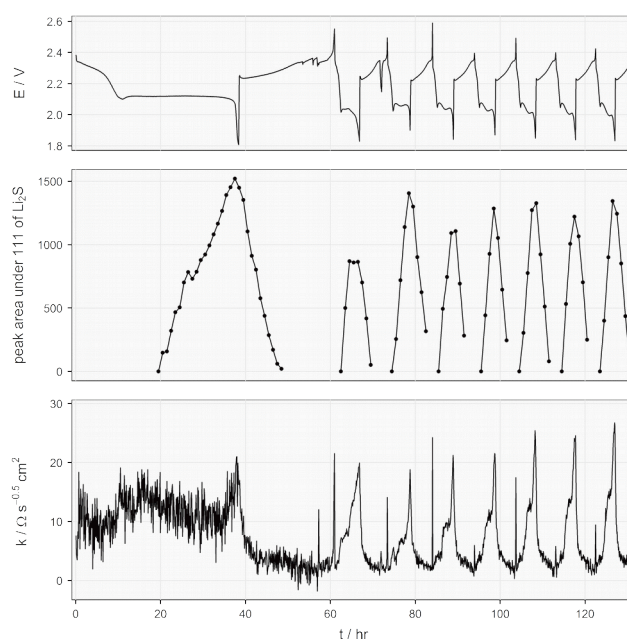 E / V
2.6
2.4
2.2
2.0
1.8
peak area under 111 of Li₂S
1500
1000
500
0
k / Ω s⁻⁰·⁵ cm²
30
20
10
0
0 20 40 60 80 100 120
t / hr